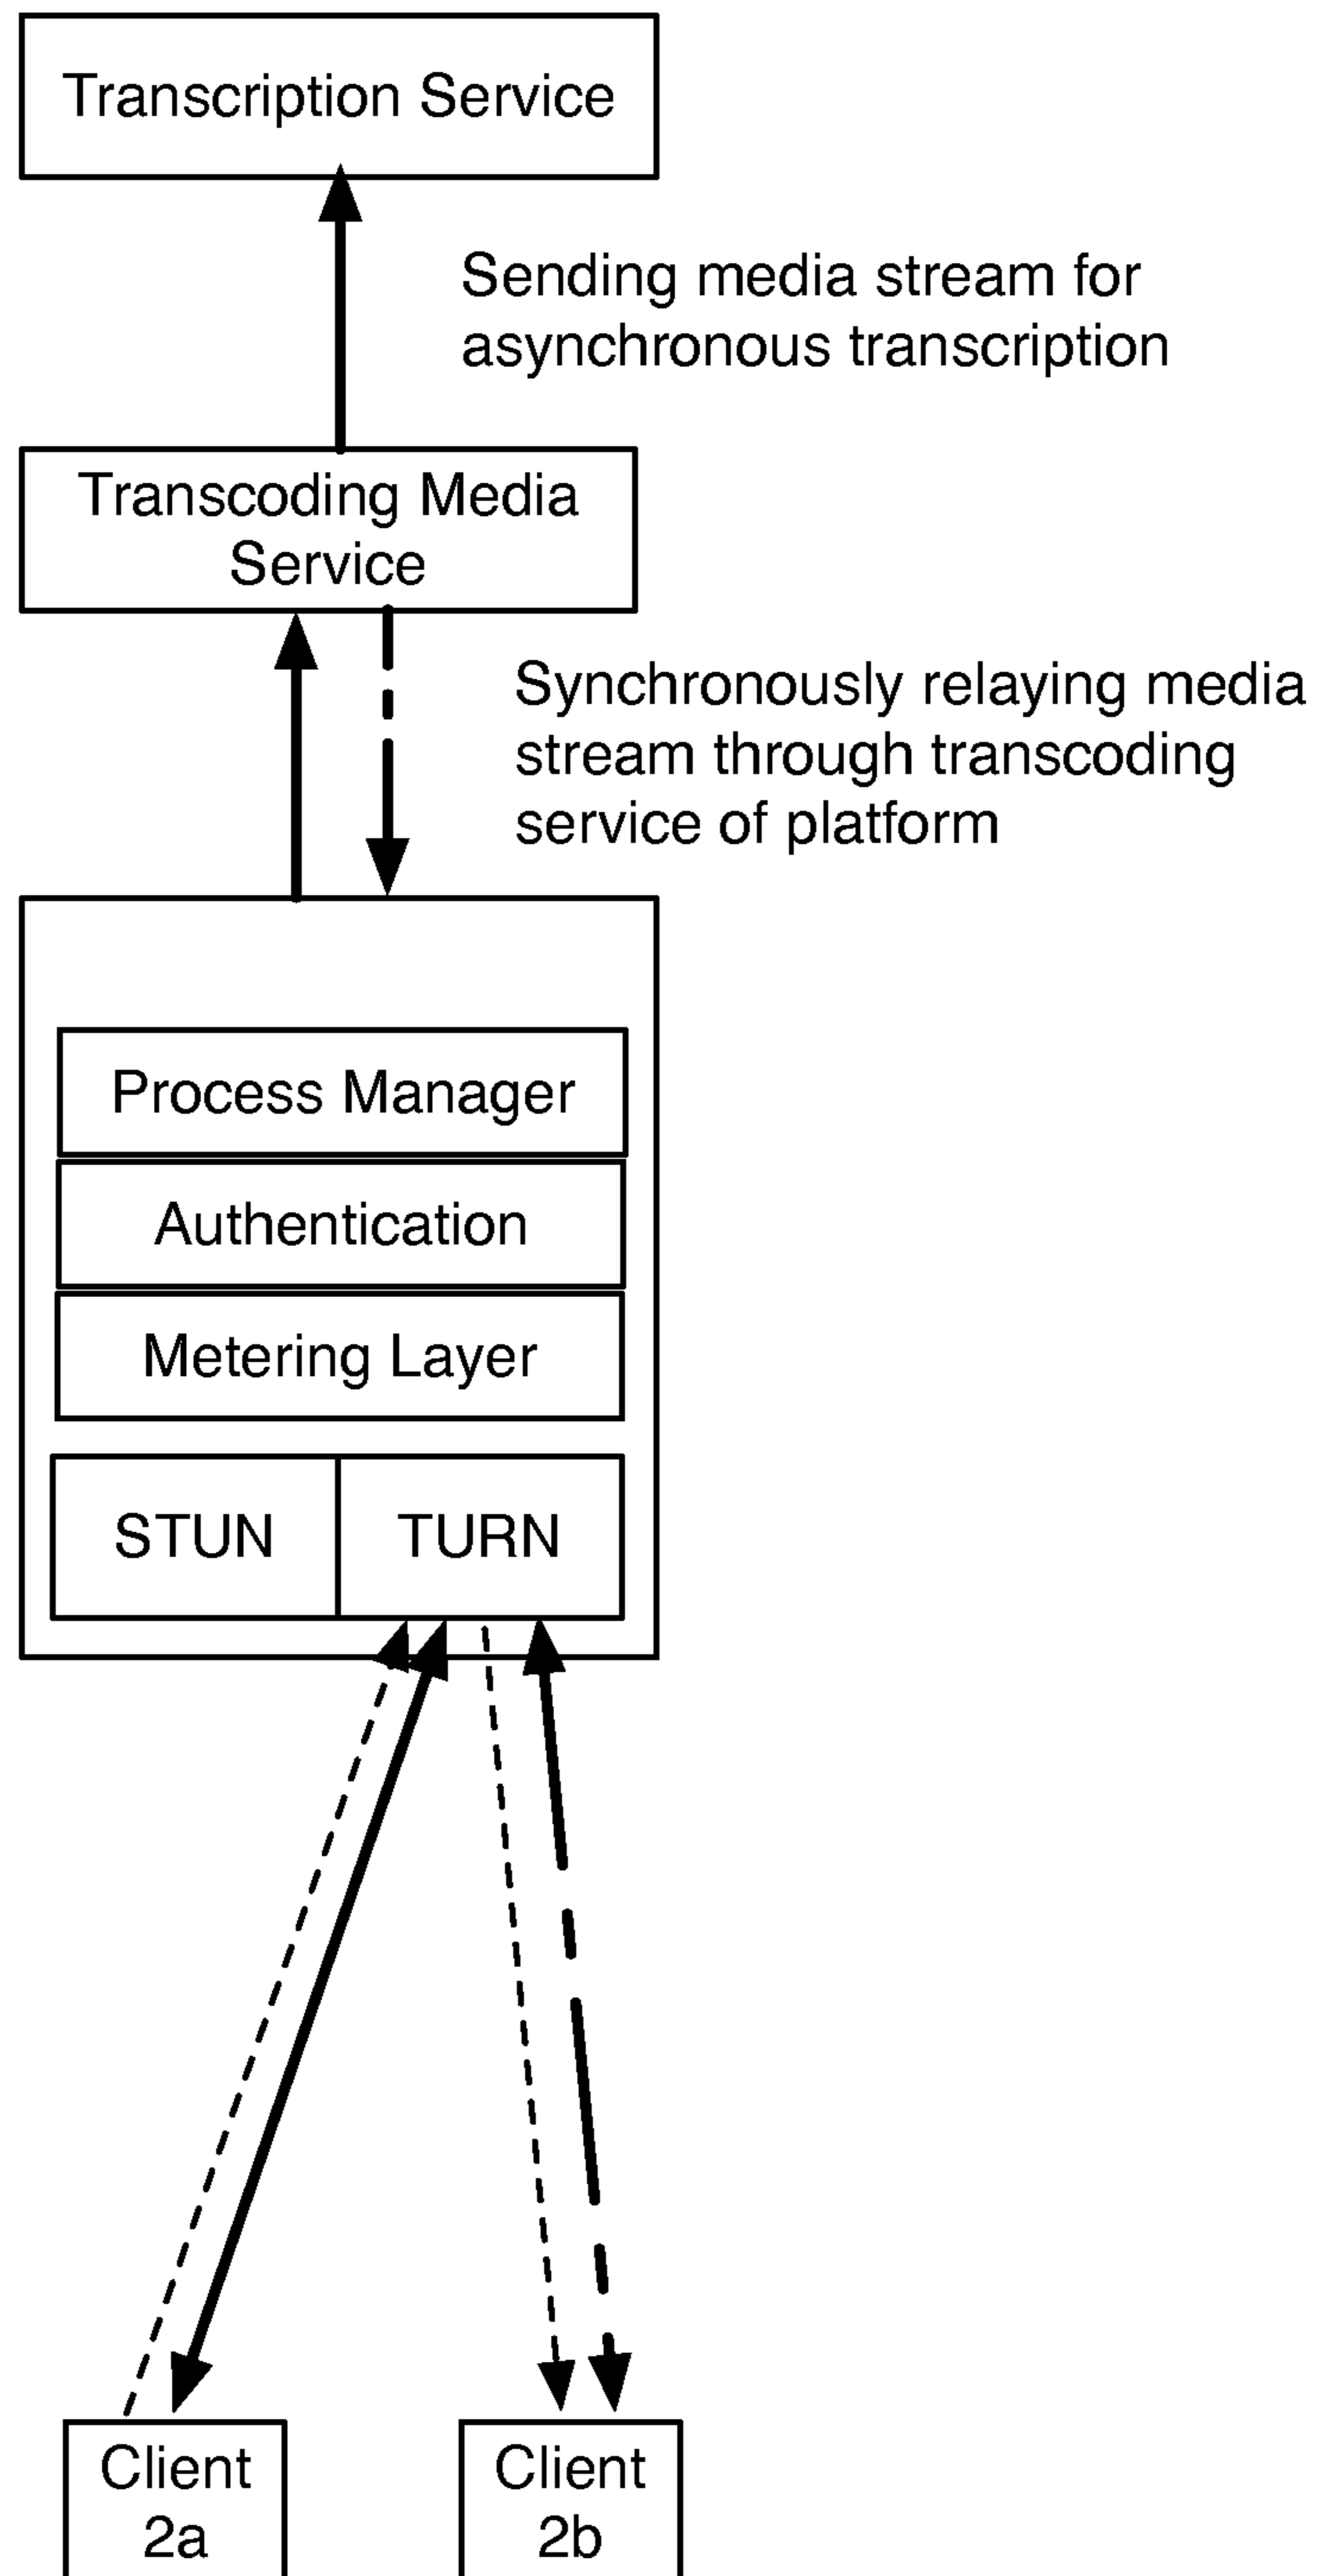 Transcription Service
Sending media stream for
asynchronous transcription
Transcoding Media
Service
Synchronously relaying media
stream through transcoding
service of platform
Process Manager
Authentication
Metering Layer
STUN
TURN
Client
2a
Client
2b